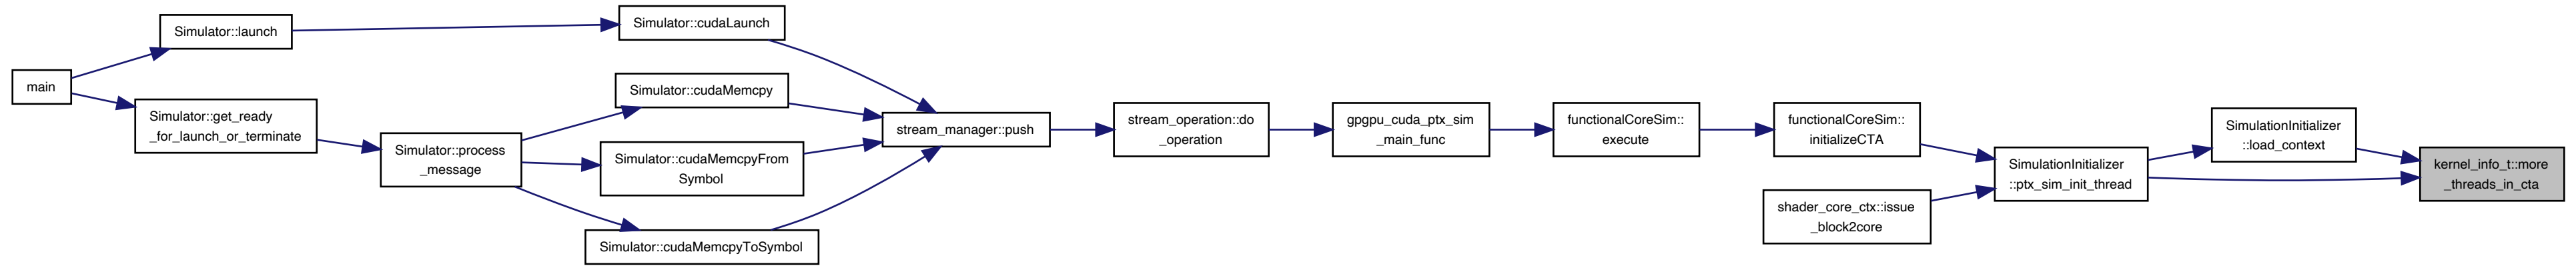 main
Simulator::launch
Simulator::get_ready
_for_launch_or_terminate
Simulator::process
_message
Simulator::cudaLaunch
Simulator::cudaMemcpy
Simulator::cudaMemcpyFrom
Symbol
Simulator::cudaMemcpyToSymbol
stream_manager::push
stream_operation::do
_operation
gpgpu_cuda_ptx_sim
_main_func
functionalCoreSim::
execute
functionalCoreSim::
initializeCTA
shader_core_ctx::issue
_block2core
SimulationInitializer
::ptx_sim_init_thread
SimulationInitializer
::load_context
kernel_info_t::more
_threads_in_cta